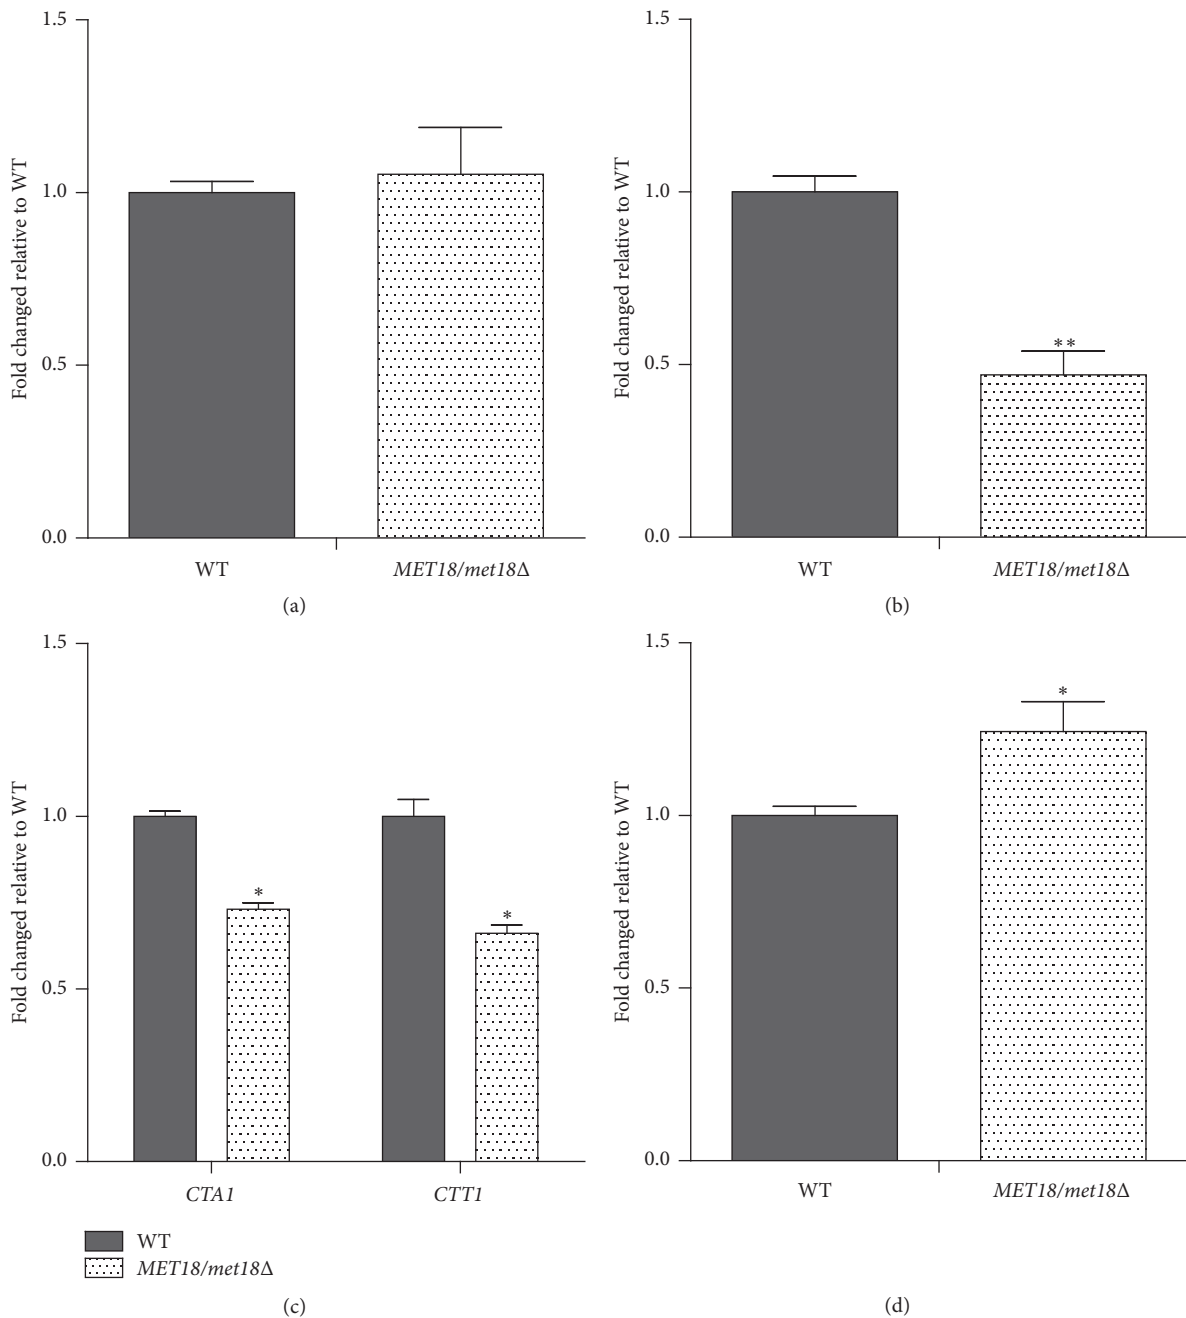 1.5
1.0
0.5
0.0
Fold changed relative to WT
WT
MET18/met18Δ
(a)
1.5
1.0
0.5
0.0
Fold changed relative to WT
**
WT
MET18/met18Δ
(b)
1.5
1.0
0.5
0.0
Fold changed relative to WT
*
*
CTA1
CTT1
WT
MET18/met18Δ
(c)
1.5
1.0
0.5
0.0
Fold changed relative to WT
*
WT
MET18/met18Δ
(d)